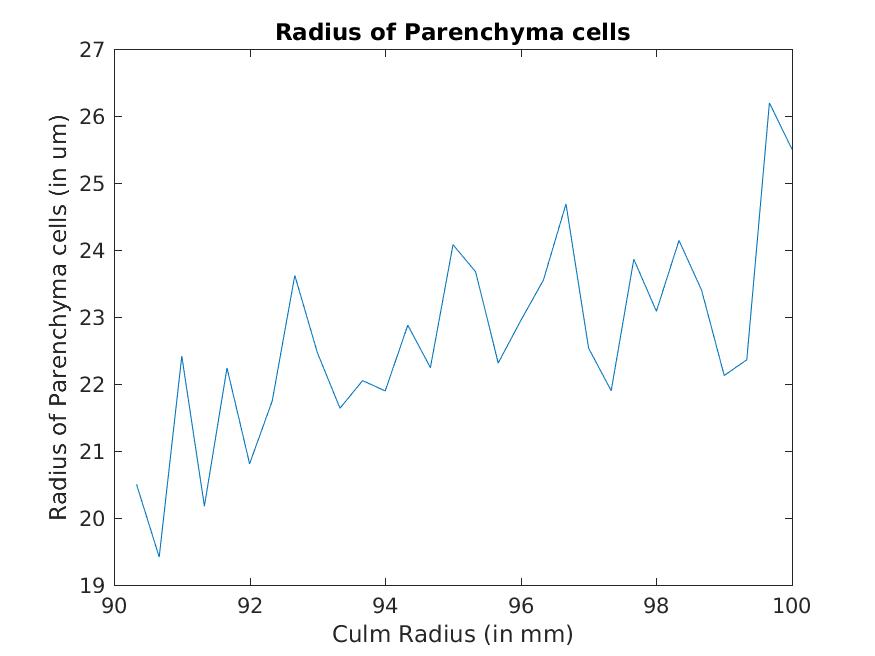 Radius of Parenchyma cells
27
26
25
24
23
22
21
20
19
Radius of Parenchyma cells (in um)
90 92 94 96 98 100
Culm Radius (in mm)